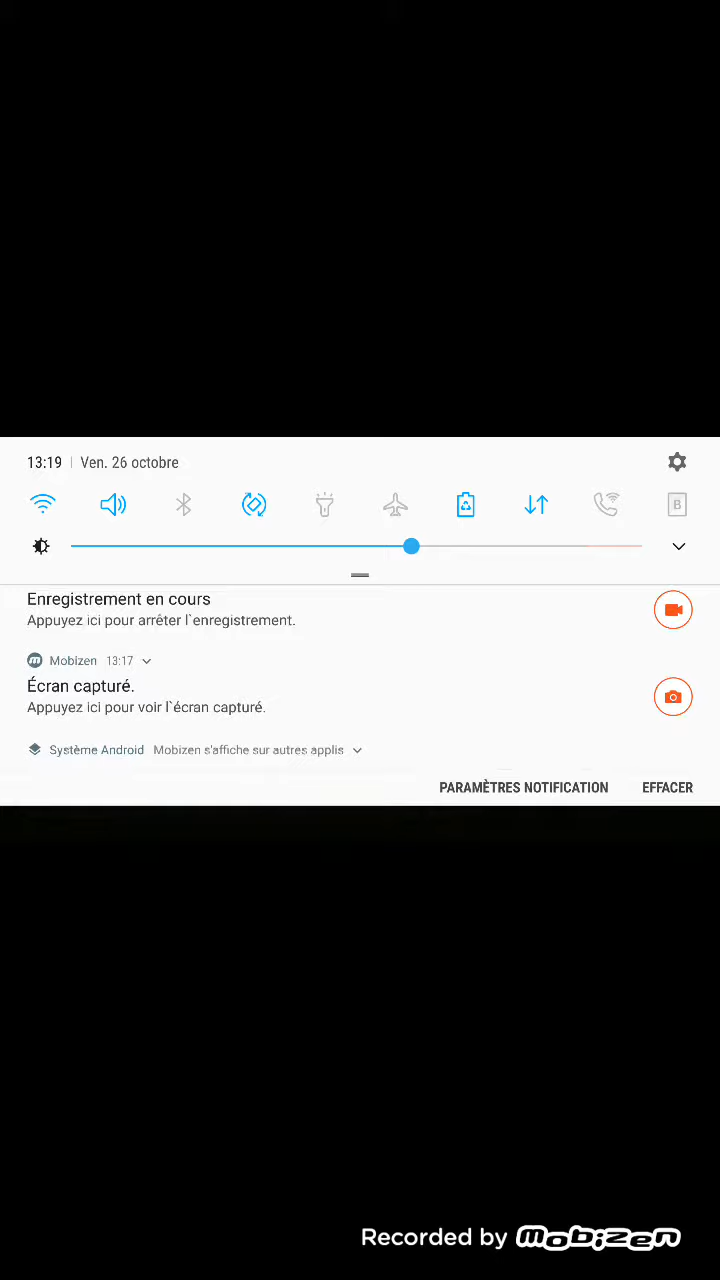 13:19 | Ven. 26 octobre
B
Enregistrement en cours
Appuyez ici pour arrêter l`enregistrement.
m Mobizen 13:17
Écran capturé.
Appuyez ici pour voir l`écran capturé.
Système Android Mobizen s'affiche sur autres applis
PARAMÈTRES NOTIFICATION EFFACER
Recorded by mobizen